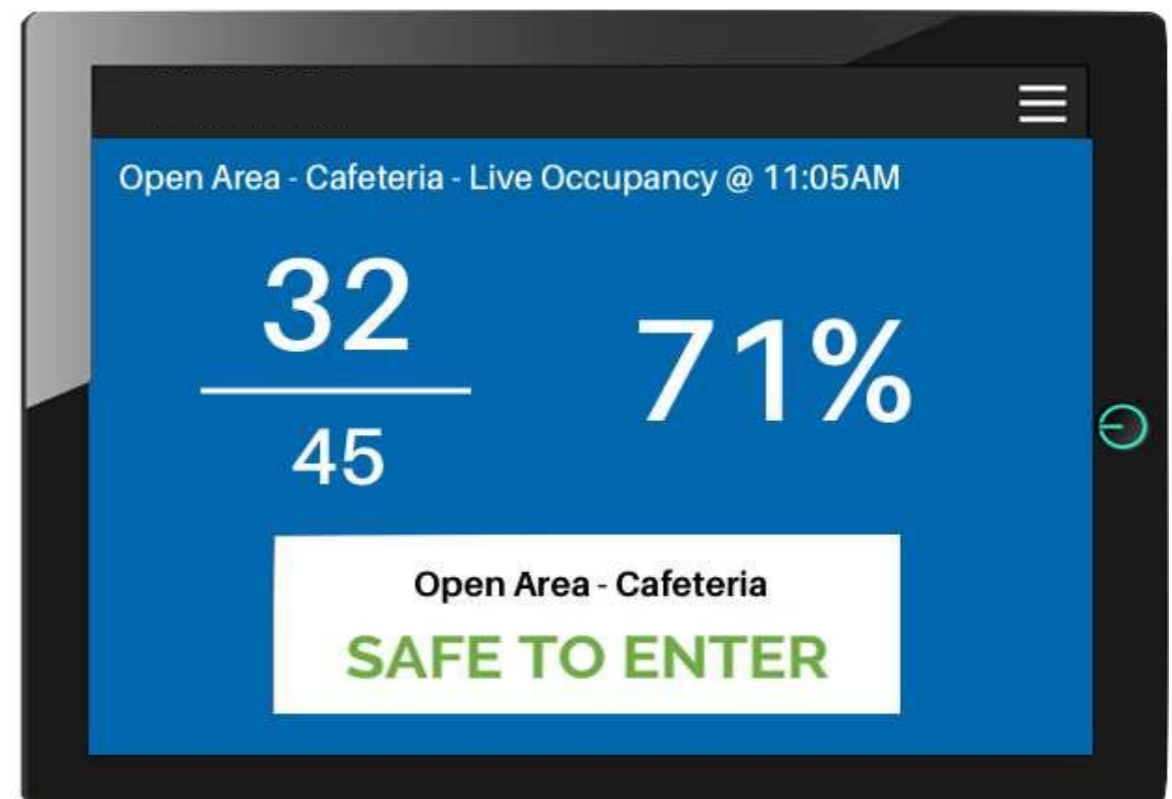 Open Area - Cafeteria - Live Occupancy @ 11:05AM
32
45
71%
Open Area - Cafeteria
SAFE TO ENTER